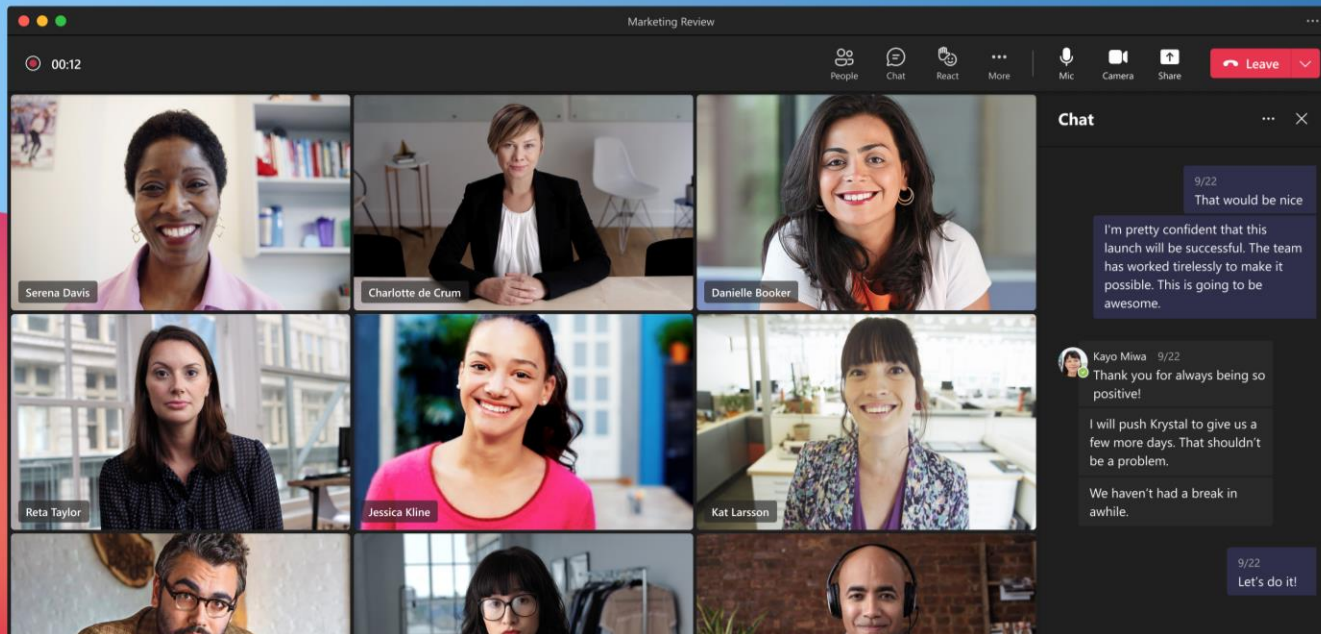 Marketing Review
00:12
People
Chat
React
More
Mic
Camera
Share
Leave
Serena Davis
Charlotte de Crum
Danielle Booker
Reta Taylor
Jessica Kline
Kat Larsson
Chat
9/22
That would be nice
I'm pretty confident that this
launch will be successful. The team
has worked tirelessly to make it
possible. This is going to be
awesome.
Kayo Miwa 9/22
Thank you for always being so
positive!
I will push Krystal to give us a
few more days. That shouldn't
be a problem.
We haven't had a break in
awhile.
9/22
Let's do it!